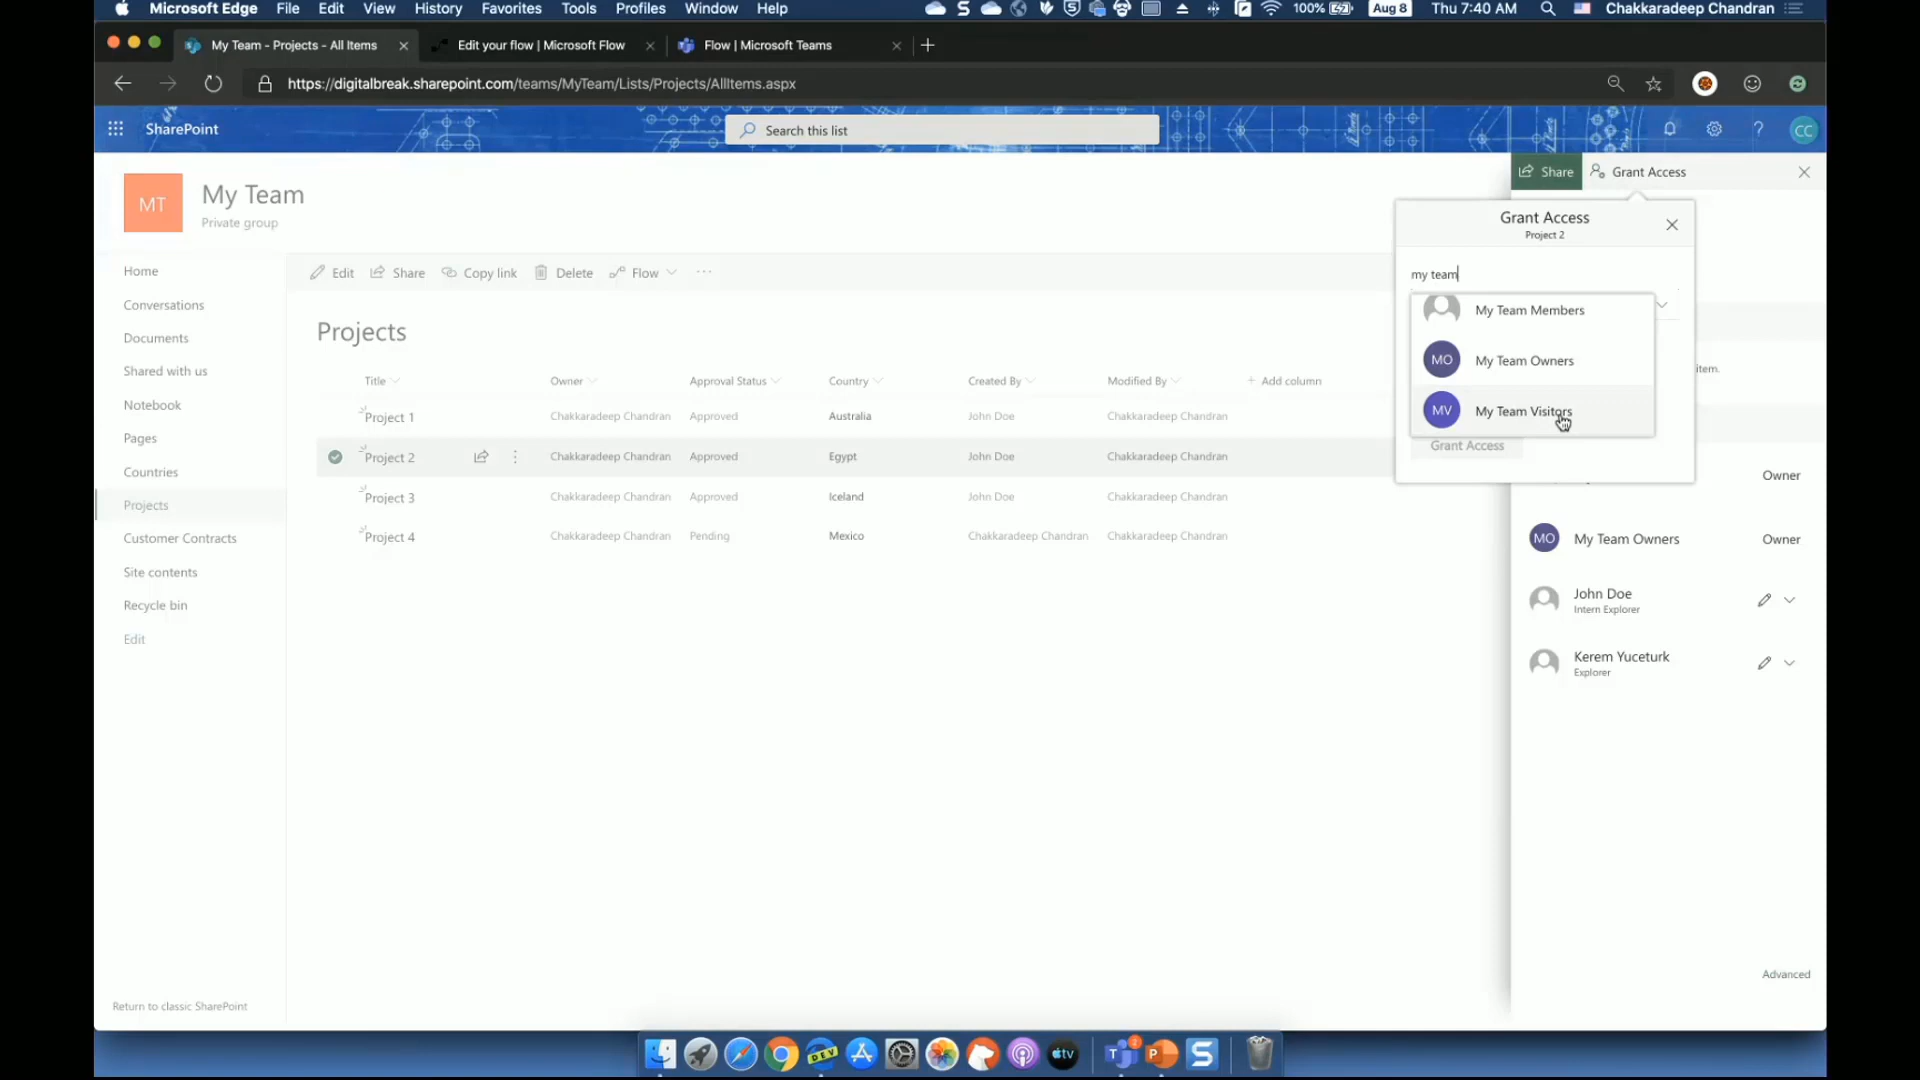 Microsoft Edge File Edit View History Favorites Tools Profiles Window Help 100% Aug 8 Thu 7:40 AM Chakkaradeep Chandran
My Team - Projects - All Items Edit your flow | Microsoft Flow Flow | Microsoft Teams
https://digitalbreak.sharepoint.com/teams/MyTeam/Lists/Projects/AllItems.aspx
SharePoint Search this list ? CC
MT My Team
Private group
Home
Conversations
Documents
Shared with us
Notebook
Pages
Countries
Projects
Customer Contracts
Site contents
Recycle bin
Edit
Return to classic SharePoint
Edit Share Copy link Delete Flow ...
Projects
Title Owner Approval Status Country Created By Modified By + Add column
Project 1 Chakkaradeep Chandran Approved Australia John Doe Chakkaradeep Chandran
Project 2 Chakkaradeep Chandran Approved Egypt John Doe Chakkaradeep Chandran
Project 3 Chakkaradeep Chandran Approved Iceland John Doe Chakkaradeep Chandran
Project 4 Chakkaradeep Chandran Pending Mexico Chakkaradeep Chandran Chakkaradeep Chandran
Share Grant Access
Grant Access
Project 2
my team
My Team Members
MO My Team Owners
MV My Team Visitors
Grant Access
item.
Owner
MO My Team Owners Owner
John Doe
Intern Explorer
Kerem Yuceturk
Explorer
Advanced
DEV tv